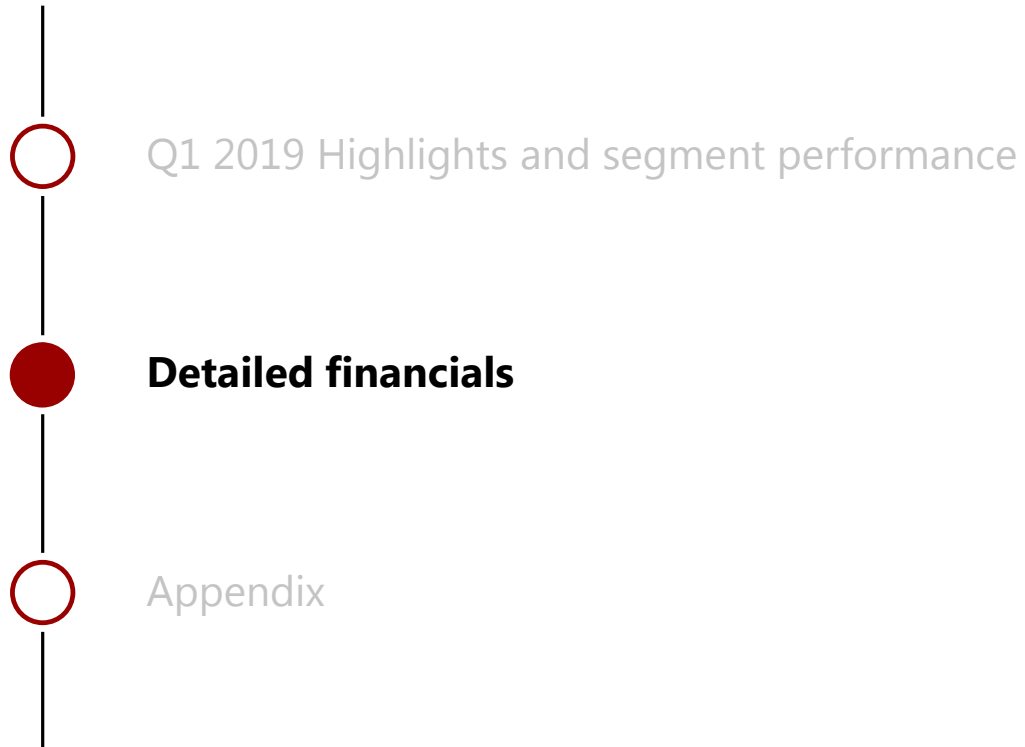 Q1 2019 Highlights and segment performance
Detailed financials
Appendix